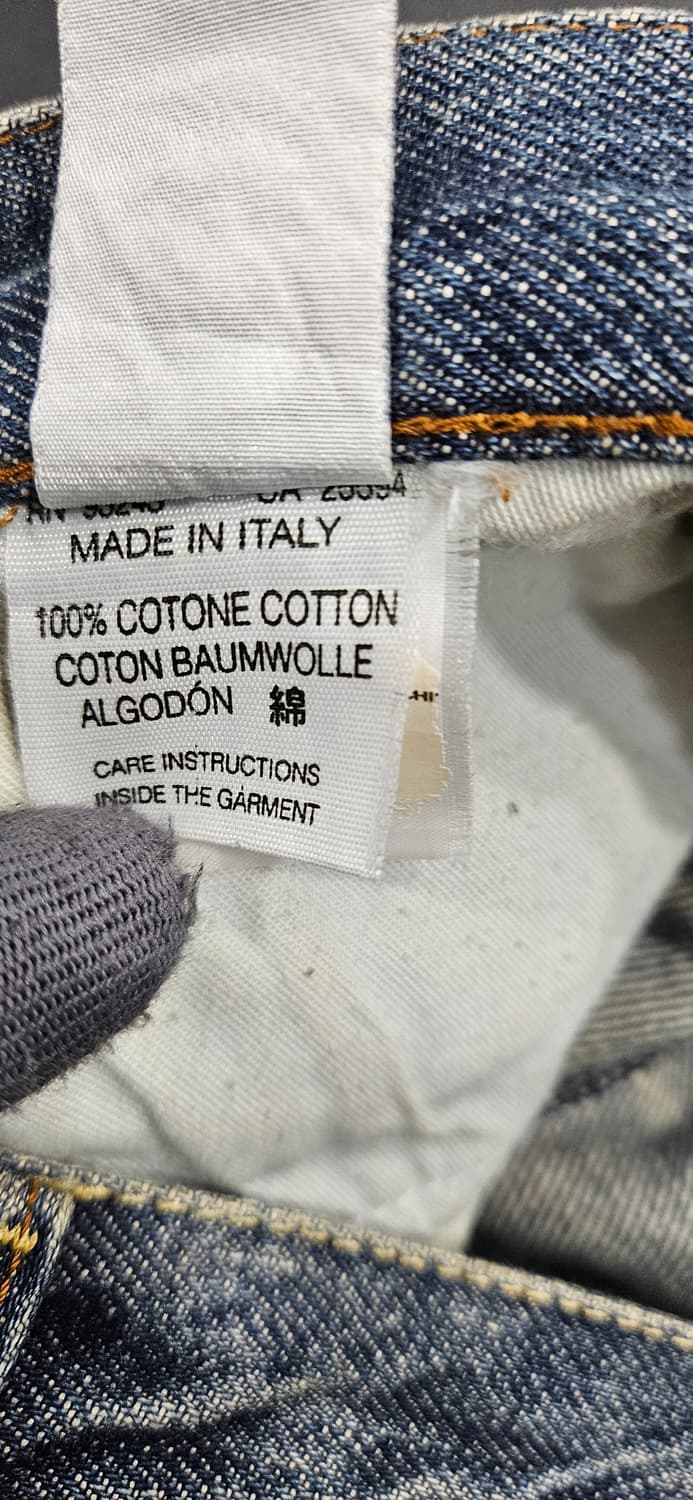 MADE IN ITALY
100% COTONE COTTON
COTON BAUMWOLLE
ALGODÓN 綿
CARE INSTRUCTIONS
INSIDE THE GARMENT